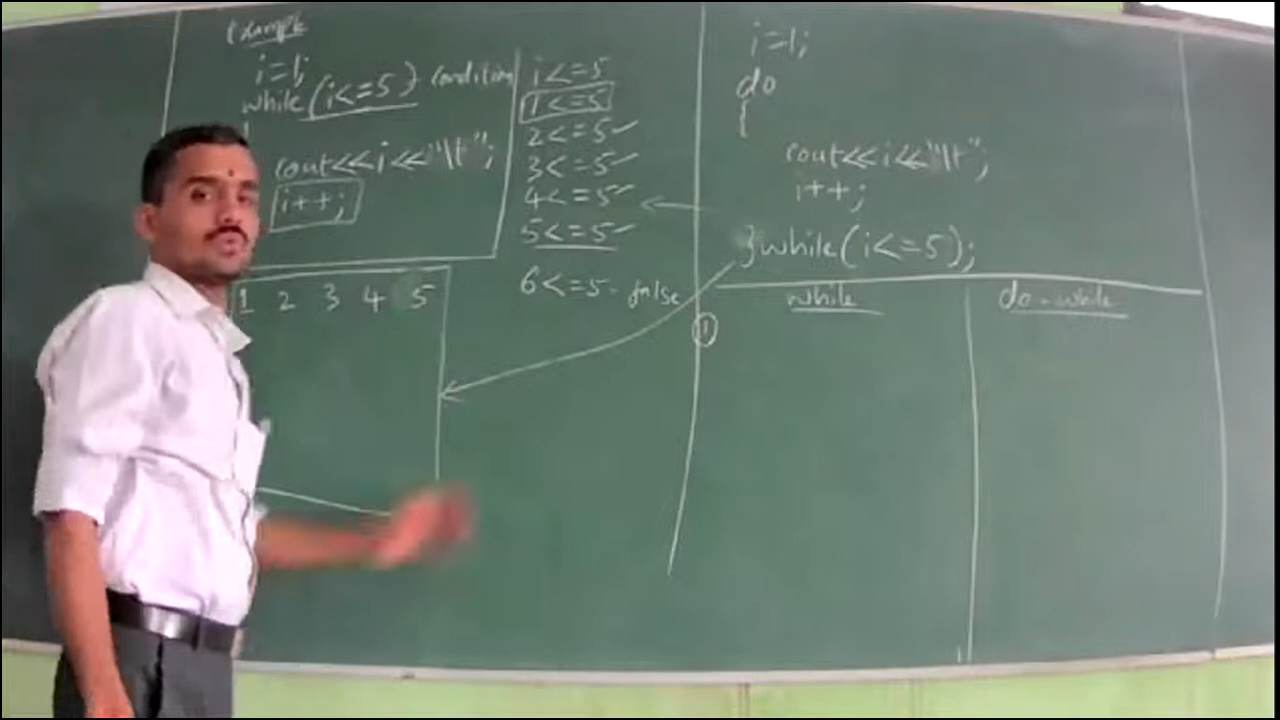 Example
i=1;
while(i<=5) condition
{
cout<<i<<"\t";
i++;
1 2 3 4 5
i<=5
1<=5
2<=5✓
3<=5✓
4<=5✓
5<=5✓
6<=5. false
i=1;
do
{
cout<<i<<"\t";
i++;
}while(i<=5);
while do-while
①